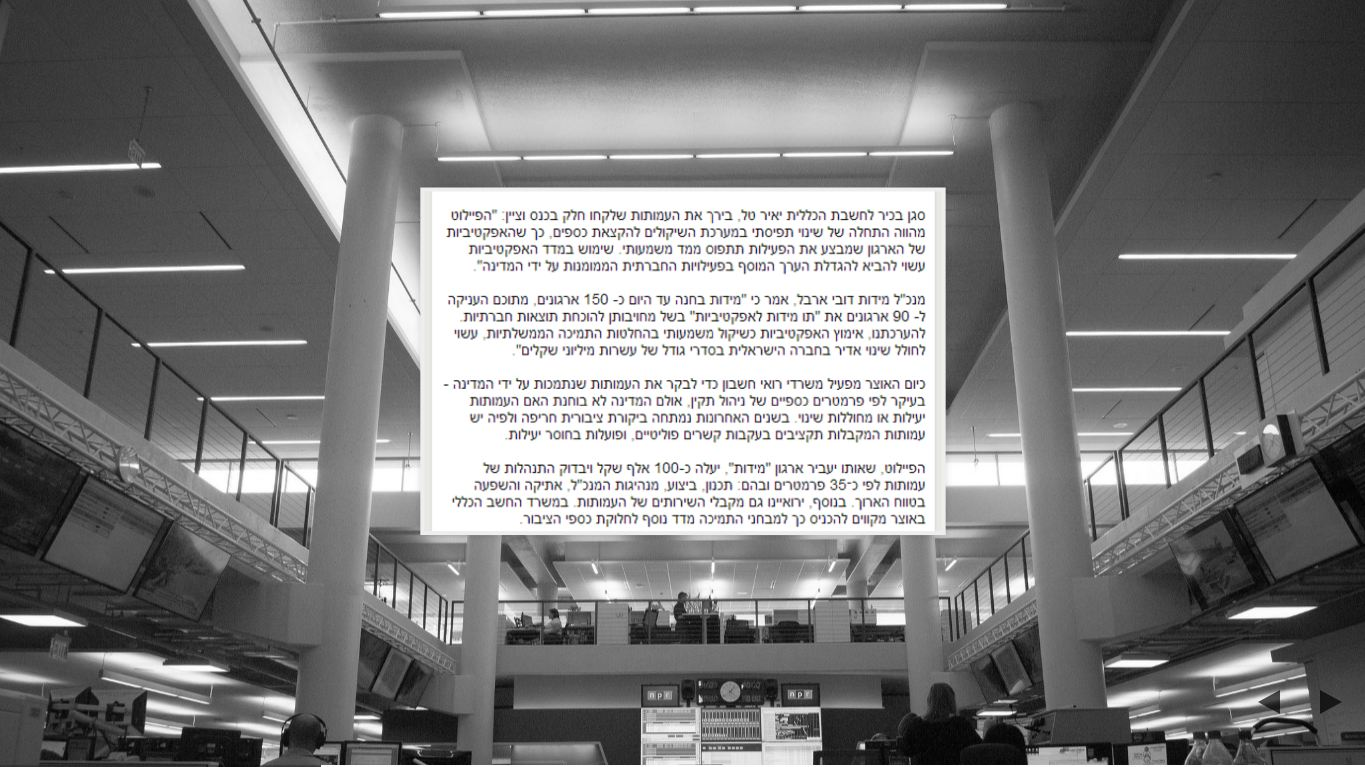 סגן בכיר לחשבת הכללית יאיר טל, בירך את העמותות שלקחו חלק בכנס וציין: "הפיילוט
מהווה התחלה של שינוי תפיסתי במערכת השיקולים להקצאת כספים, כך שהאפקטיביות
של הארגון שמבצע את הפעילות תתפוס ממד משמעותי. שימוש במדד האפקטיביות
עשוי להביא להגדלת הערך המוסף בפעילויות החברתית הממומנות על ידי המדינה".
מנכ"ל מידות דובי ארבל, אמר כי "מידות בחנה עד היום כ- 150 ארגונים, מתוכם העניקה
ל- 90 ארגונים את "תו מידות לאפקטיביות" בשל מחויבותן להוכחת תוצאות חברתיות.
להערכתנו, אימוץ האפקטיביות כשיקול משמעותי בהחלטות התמיכה הממשלתיות, עשוי
לחולל שינוי אדיר בחברה הישראלית בסדרי גודל של עשרות מיליוני שקלים".
כיום האוצר מפעיל משרדי רואי חשבון כדי לבקר את העמותות שנתמכות על ידי המדינה -
בעיקר לפי פרמטרים כספיים של ניהול תקין, אולם המדינה לא בוחנת האם העמותות
יעילות או מחוללות שינוי. בשנים האחרונות נמתחה ביקורת ציבורית חריפה ולפיה יש
עמותות המקבלות תקציבים בעקבות קשרים פוליטיים, ופועלות בחוסר יעילות.
הפיילוט, שאותו יעביר ארגון "מידות", יעלה כ-100 אלף שקל ויבדוק התנהלות של
עמותות לפי כ־35 פרמטרים ובהם: תכנון, ביצוע, מנהיגות המנכ"ל, אתיקה והשפעה
בטווח הארוך. בנוסף, ירואיינו גם מקבלי השירותים של העמותות. במשרד החשב הכללי
באוצר מקווים להכניס כך למבחני התמיכה מדד נוסף לחלוקת כספי הציבור.
npr
npr